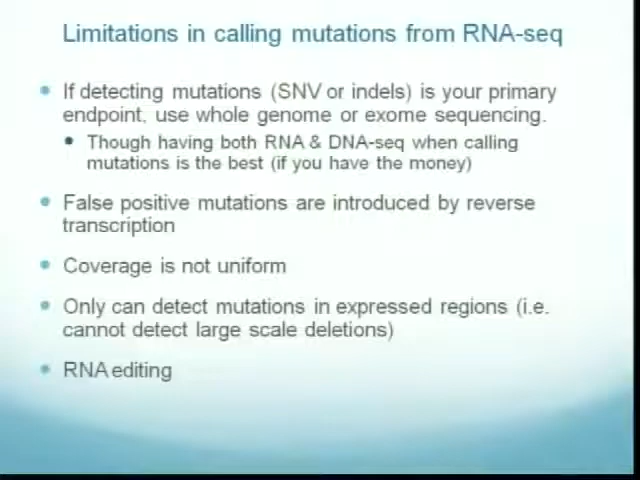 Limitations in calling mutations from RNA-seq
If detecting mutations (SNV or indels) is your primary
endpoint, use whole genome or exome sequencing.
Though having both RNA & DNA-seq when calling
mutations is the best (if you have the money)
False positive mutations are introduced by reverse
transcription
Coverage is not uniform
Only can detect mutations in expressed regions (i.e.
cannot detect large scale deletions)
RNA editing